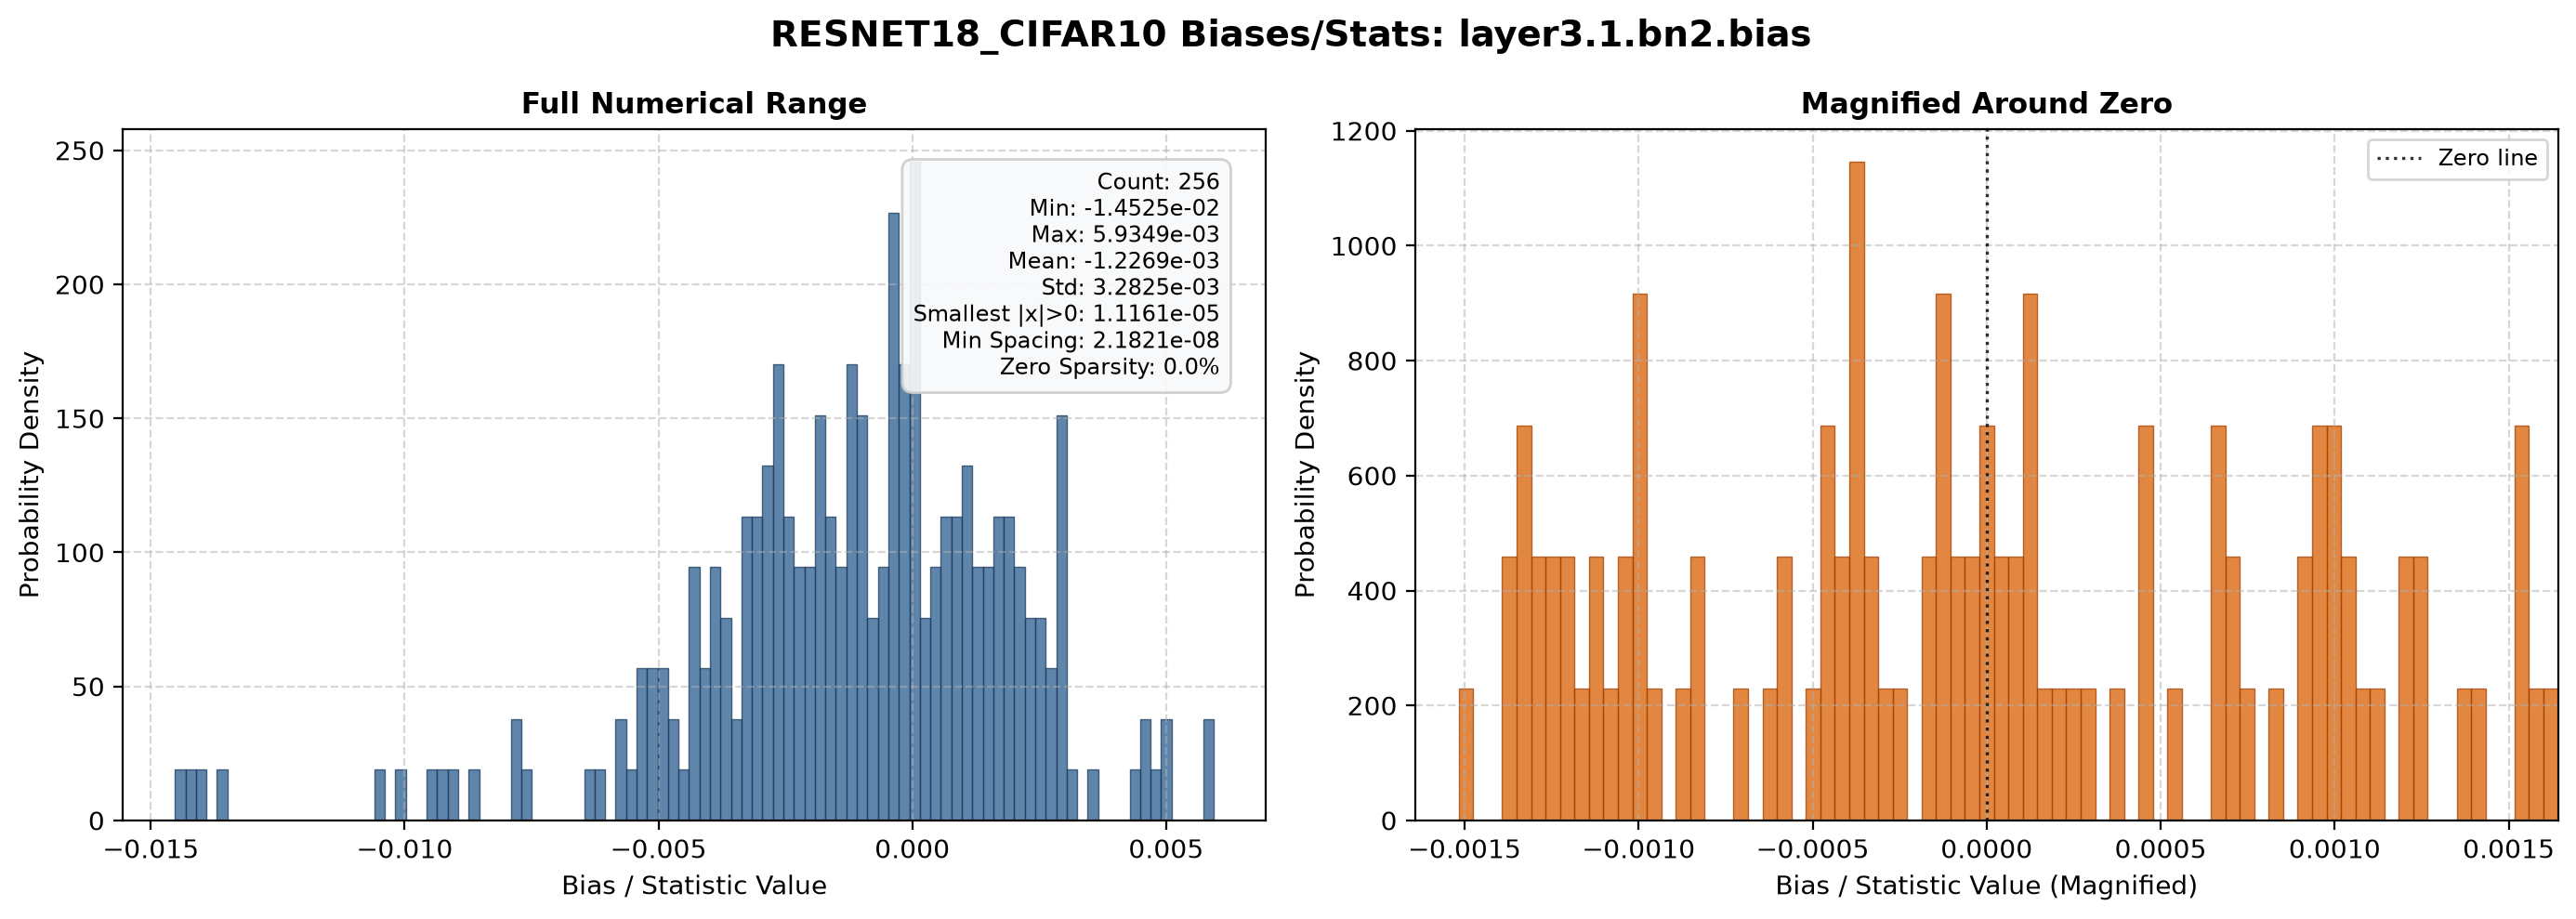 RESNET18_CIFAR10 Biases/Stats: layer3.1.bn2.bias
Full Numerical Range
250
200
150
100
50
0
Probability Density
Count: 256
Min: -1.4525e-02
Max: 5.9349e-03
Mean: -1.2269e-03
Std: 3.2825e-03
Smallest |x|>0: 1.1161e-05
Min Spacing: 2.1821e-08
Zero Sparsity: 0.0%
−0.015 −0.010 −0.005 0.000 0.005
Bias / Statistic Value
Magnified Around Zero
1200
1000
800
600
400
200
0
Probability Density
Zero line
−0.0015 −0.0010 −0.0005 0.0000 0.0005 0.0010 0.0015
Bias / Statistic Value (Magnified)